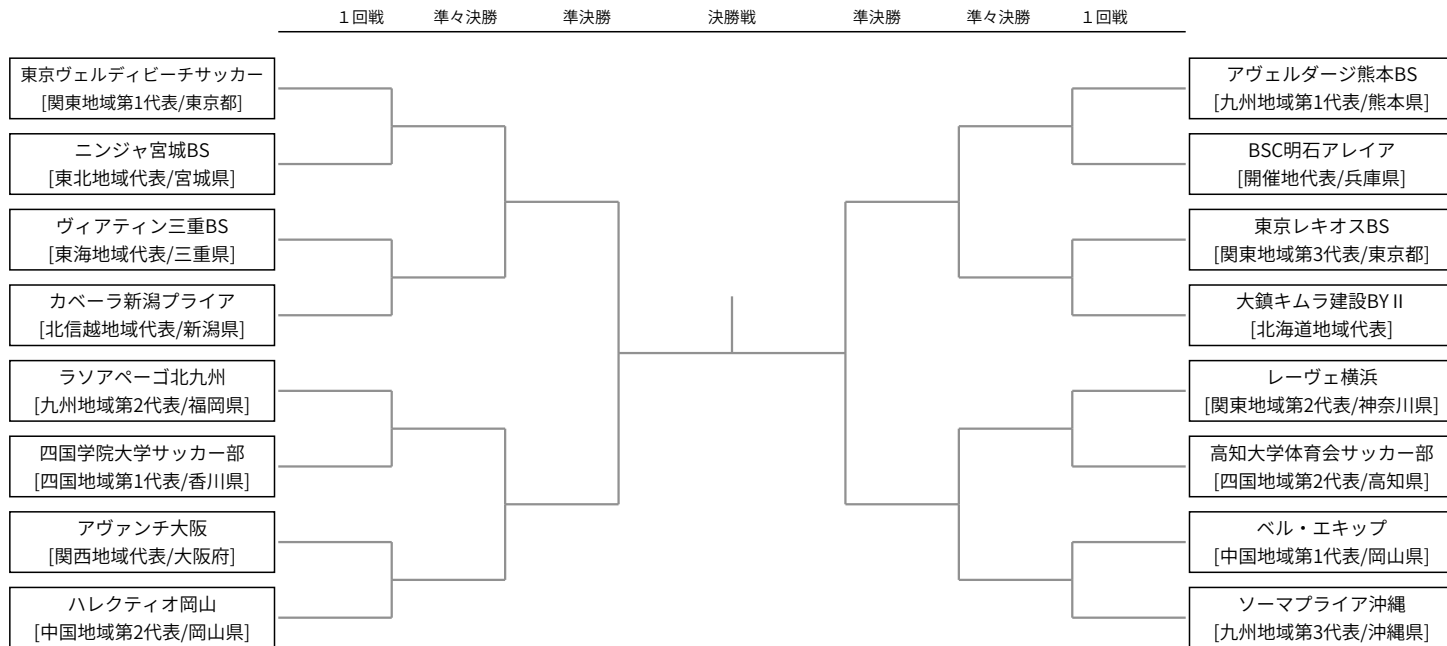 １回戦 準々決勝 準決勝 決勝戦 準決勝 準々決勝 １回戦
東京ヴェルディビーチサッカー
[関東地域第1代表/東京都]
ニンジャ宮城BS
[東北地域代表/宮城県]
ヴィアティン三重BS
[東海地域代表/三重県]
カベーラ新潟プライア
[北信越地域代表/新潟県]
ラソアペーゴ北九州
[九州地域第2代表/福岡県]
四国学院大学サッカー部
[四国地域第1代表/香川県]
アヴァンチ大阪
[関西地域代表/大阪府]
ハレクティオ岡山
[中国地域第2代表/岡山県]
アヴェルダージ熊本BS
[九州地域第1代表/熊本県]
BSC明石アレイア
[開催地代表/兵庫県]
東京レキオスBS
[関東地域第3代表/東京都]
大鎮キムラ建設BYⅡ
[北海道地域代表]
レーヴェ横浜
[関東地域第2代表/神奈川県]
高知大学体育会サッカー部
[四国地域第2代表/高知県]
ベル・エキップ
[中国地域第1代表/岡山県]
ソーマプライア沖縄
[九州地域第3代表/沖縄県]